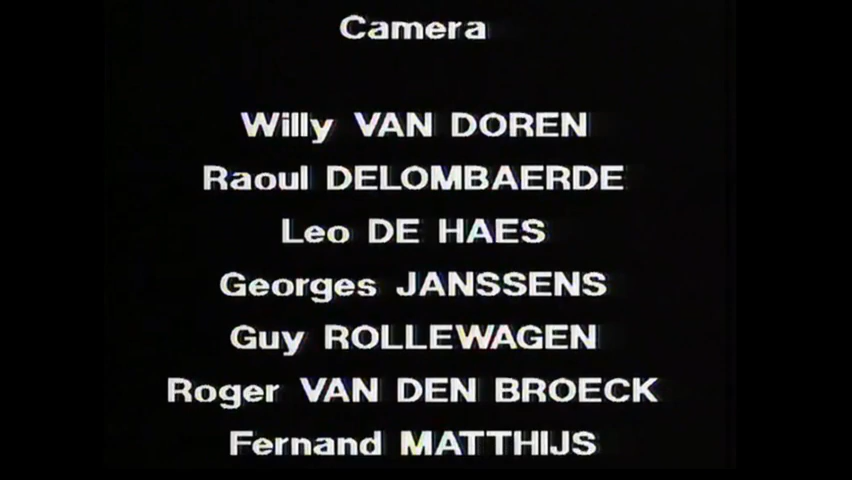 Camera
Willy VAN DOREN
Raoul DELOMBAERDE
Leo DE HAES
Georges JANSSENS
Guy ROLLEWAGEN
Roger VAN DEN BROECK
Fernand MATTHIJS